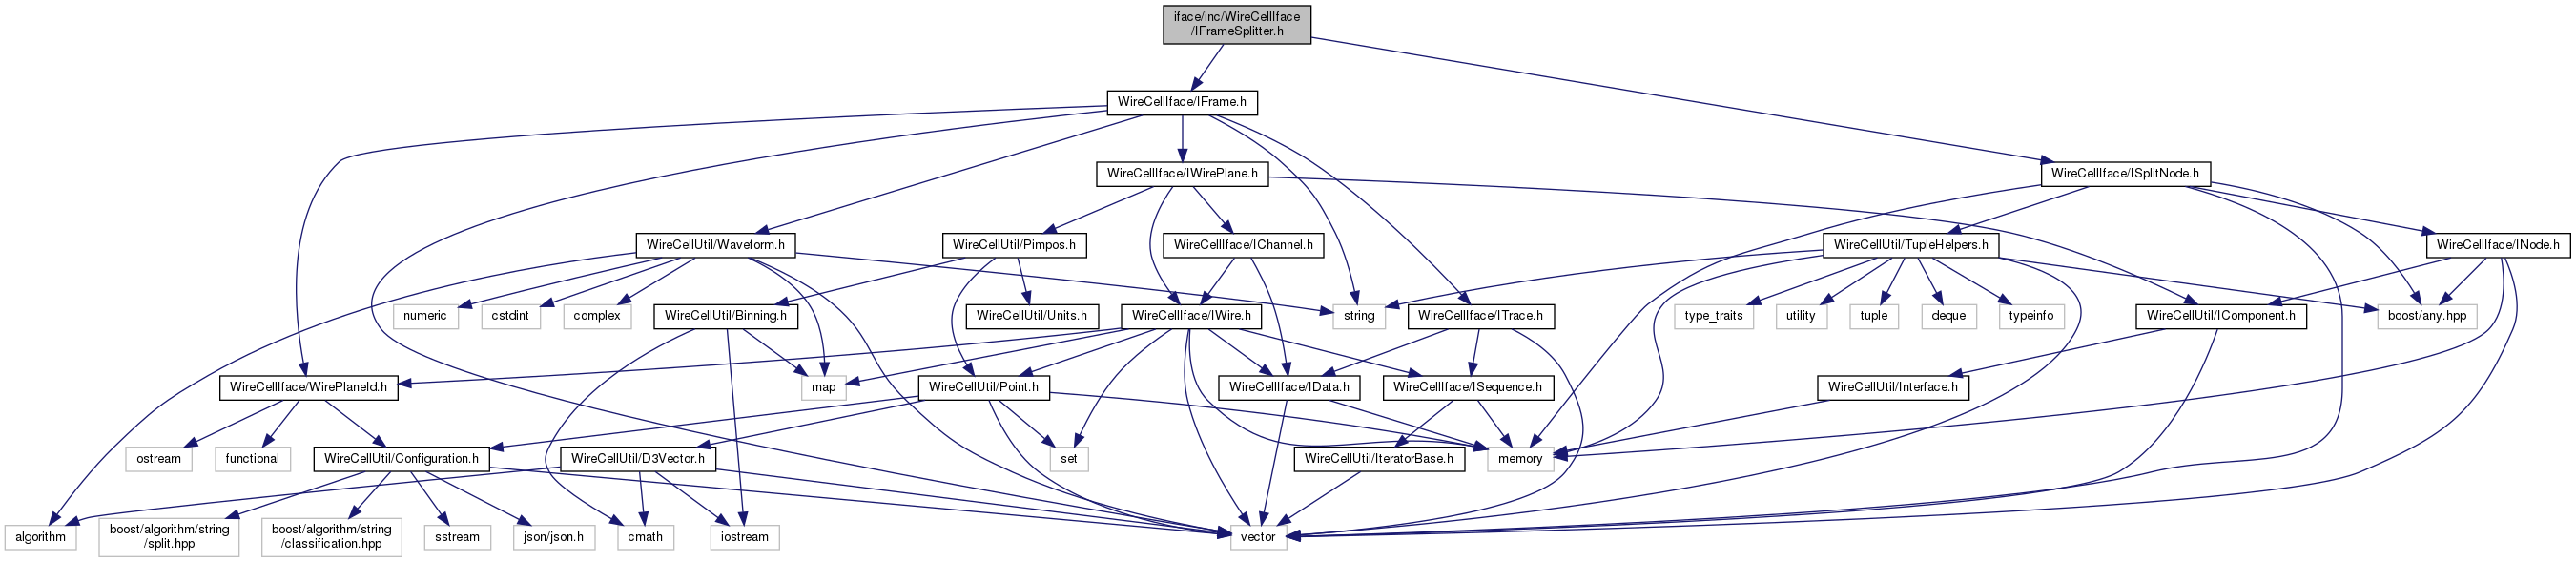 iface/inc/WireCellIface
/IFrameSplitter.h
WireCellIface/IFrame.h
WireCellIface/IWirePlane.h
WireCellIface/ISplitNode.h
WireCellUtil/Waveform.h
WireCellUtil/Pimpos.h
WireCellIface/IChannel.h
WireCellUtil/TupleHelpers.h
WireCellIface/INode.h
numeric
cstdint
complex
WireCellUtil/Binning.h
WireCellUtil/Units.h
WireCellIface/IWire.h
string
WireCellIface/ITrace.h
type_traits
utility
tuple
deque
typeinfo
WireCellUtil/IComponent.h
boost/any.hpp
WireCellIface/WirePlaneId.h
map
WireCellUtil/Point.h
WireCellIface/IData.h
WireCellIface/ISequence.h
WireCellUtil/Interface.h
ostream
functional
WireCellUtil/Configuration.h
WireCellUtil/D3Vector.h
set
WireCellUtil/IteratorBase.h
memory
algorithm
boost/algorithm/string
/split.hpp
boost/algorithm/string
/classification.hpp
sstream
json/json.h
cmath
iostream
vector